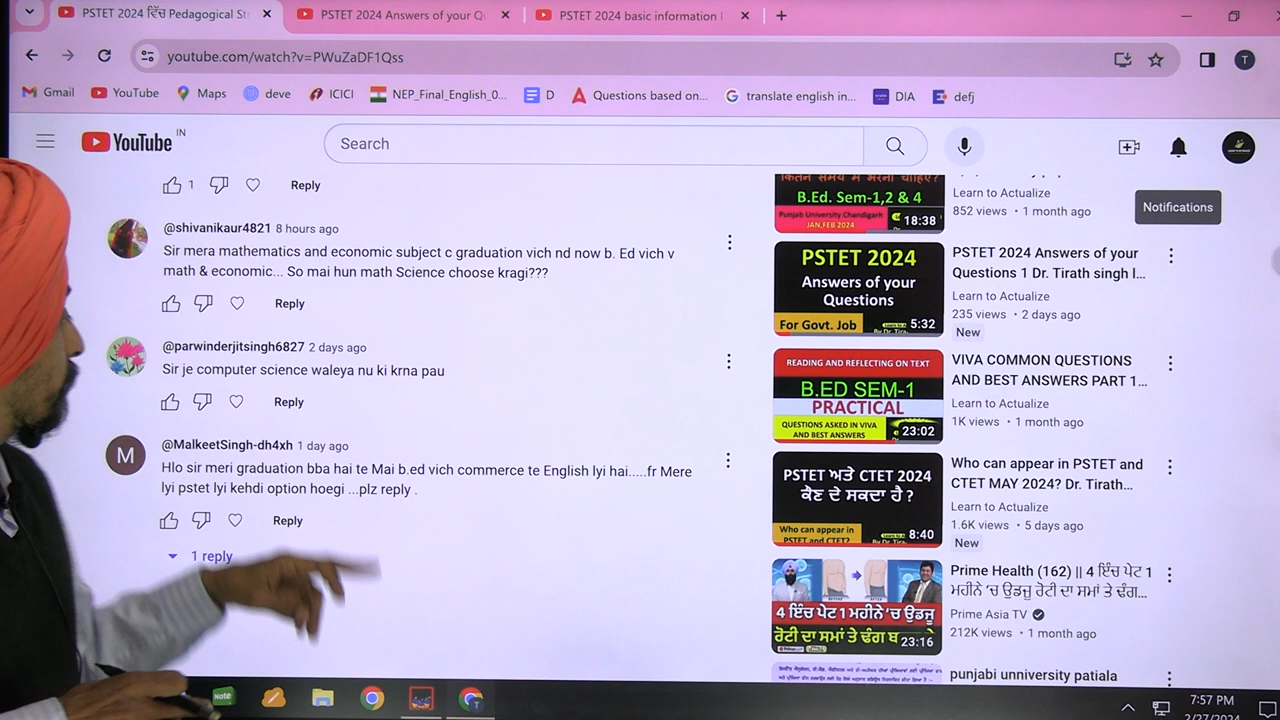 PSTET 2024 ਵਿੱਚ Pedagogical St
PSTET 2024 Answers of your Qu
PSTET 2024 basic information
youtube.com/watch?v=PWuZaDF1Qss
T
Gmail
YouTube
Maps
deve
ICICI
NEP_Final_English_0...
D
Questions based on...
translate english in...
DIA
defj
YouTube IN
Search
1
Reply
@shivanikaur4821 8 hours ago
Sir mera mathematics and economic subject c graduation vich nd now b. Ed vich v
math & economic... So mai hun math Science choose kragi???
Reply
@parwinderjitsingh6827 2 days ago
Sir je computer science waleya nu ki krna pau
Reply
M
@Malkeetsingh-dh4xh 1 day ago
Hlo sir meri graduation bba hai te Mai b.ed vich commerce te English lyi hai.....fr Mere
lyi pstet lyi kehdi option hoegi ...plz reply .
Reply
1 reply
कितने समय में भरना चाहिए?
B.Ed. Sem-1,2 & 4
Punjab University Chandigarh
JAN,FEB 2024
18:38
Learn to Actualize
852 views • 1 month ago
Notifications
PSTET 2024
Answers of your
Questions
For Govt. Job
5:32
PSTET 2024 Answers of your
Questions 1 Dr. Tirath singh l...
Learn to Actualize
235 views • 2 days ago
New
READING AND REFLECTING ON TEXT
B.ED SEM-1
PRACTICAL
QUESTIONS ASKED IN VIVA
AND BEST ANSWERS
23:02
VIVA COMMON QUESTIONS
AND BEST ANSWERS PART 1...
Learn to Actualize
1K views • 1 month ago
PSTET ਅਤੇ CTET 2024
ਕੌਣ ਦੇ ਸਕਦਾ ਹੈ ?
Who can appear in
PSTET and CTET?
8:40
Who can appear in PSTET and
CTET MAY 2024? Dr. Tirath...
Learn to Actualize
1.6K views • 5 days ago
New
4 ਇੰਚ ਪੇਟ 1 ਮਹੀਨੇ 'ਚ ਉਡਜੂ
ਰੋਟੀ ਦਾ ਸਮਾਂ ਤੇ ਢੰਗ
23:16
Prime Health (162) || 4 ਇੰਚ ਪੇਟ 1
ਮਹੀਨੇ 'ਚ ਉਡਜੂ ਰੋਟੀ ਦਾ ਸਮਾਂ ਤੇ ਢੰਗ...
Prime Asia TV
212K views • 1 month ago
punjabi unniversity patiala
7:57 PM
2/27/2024